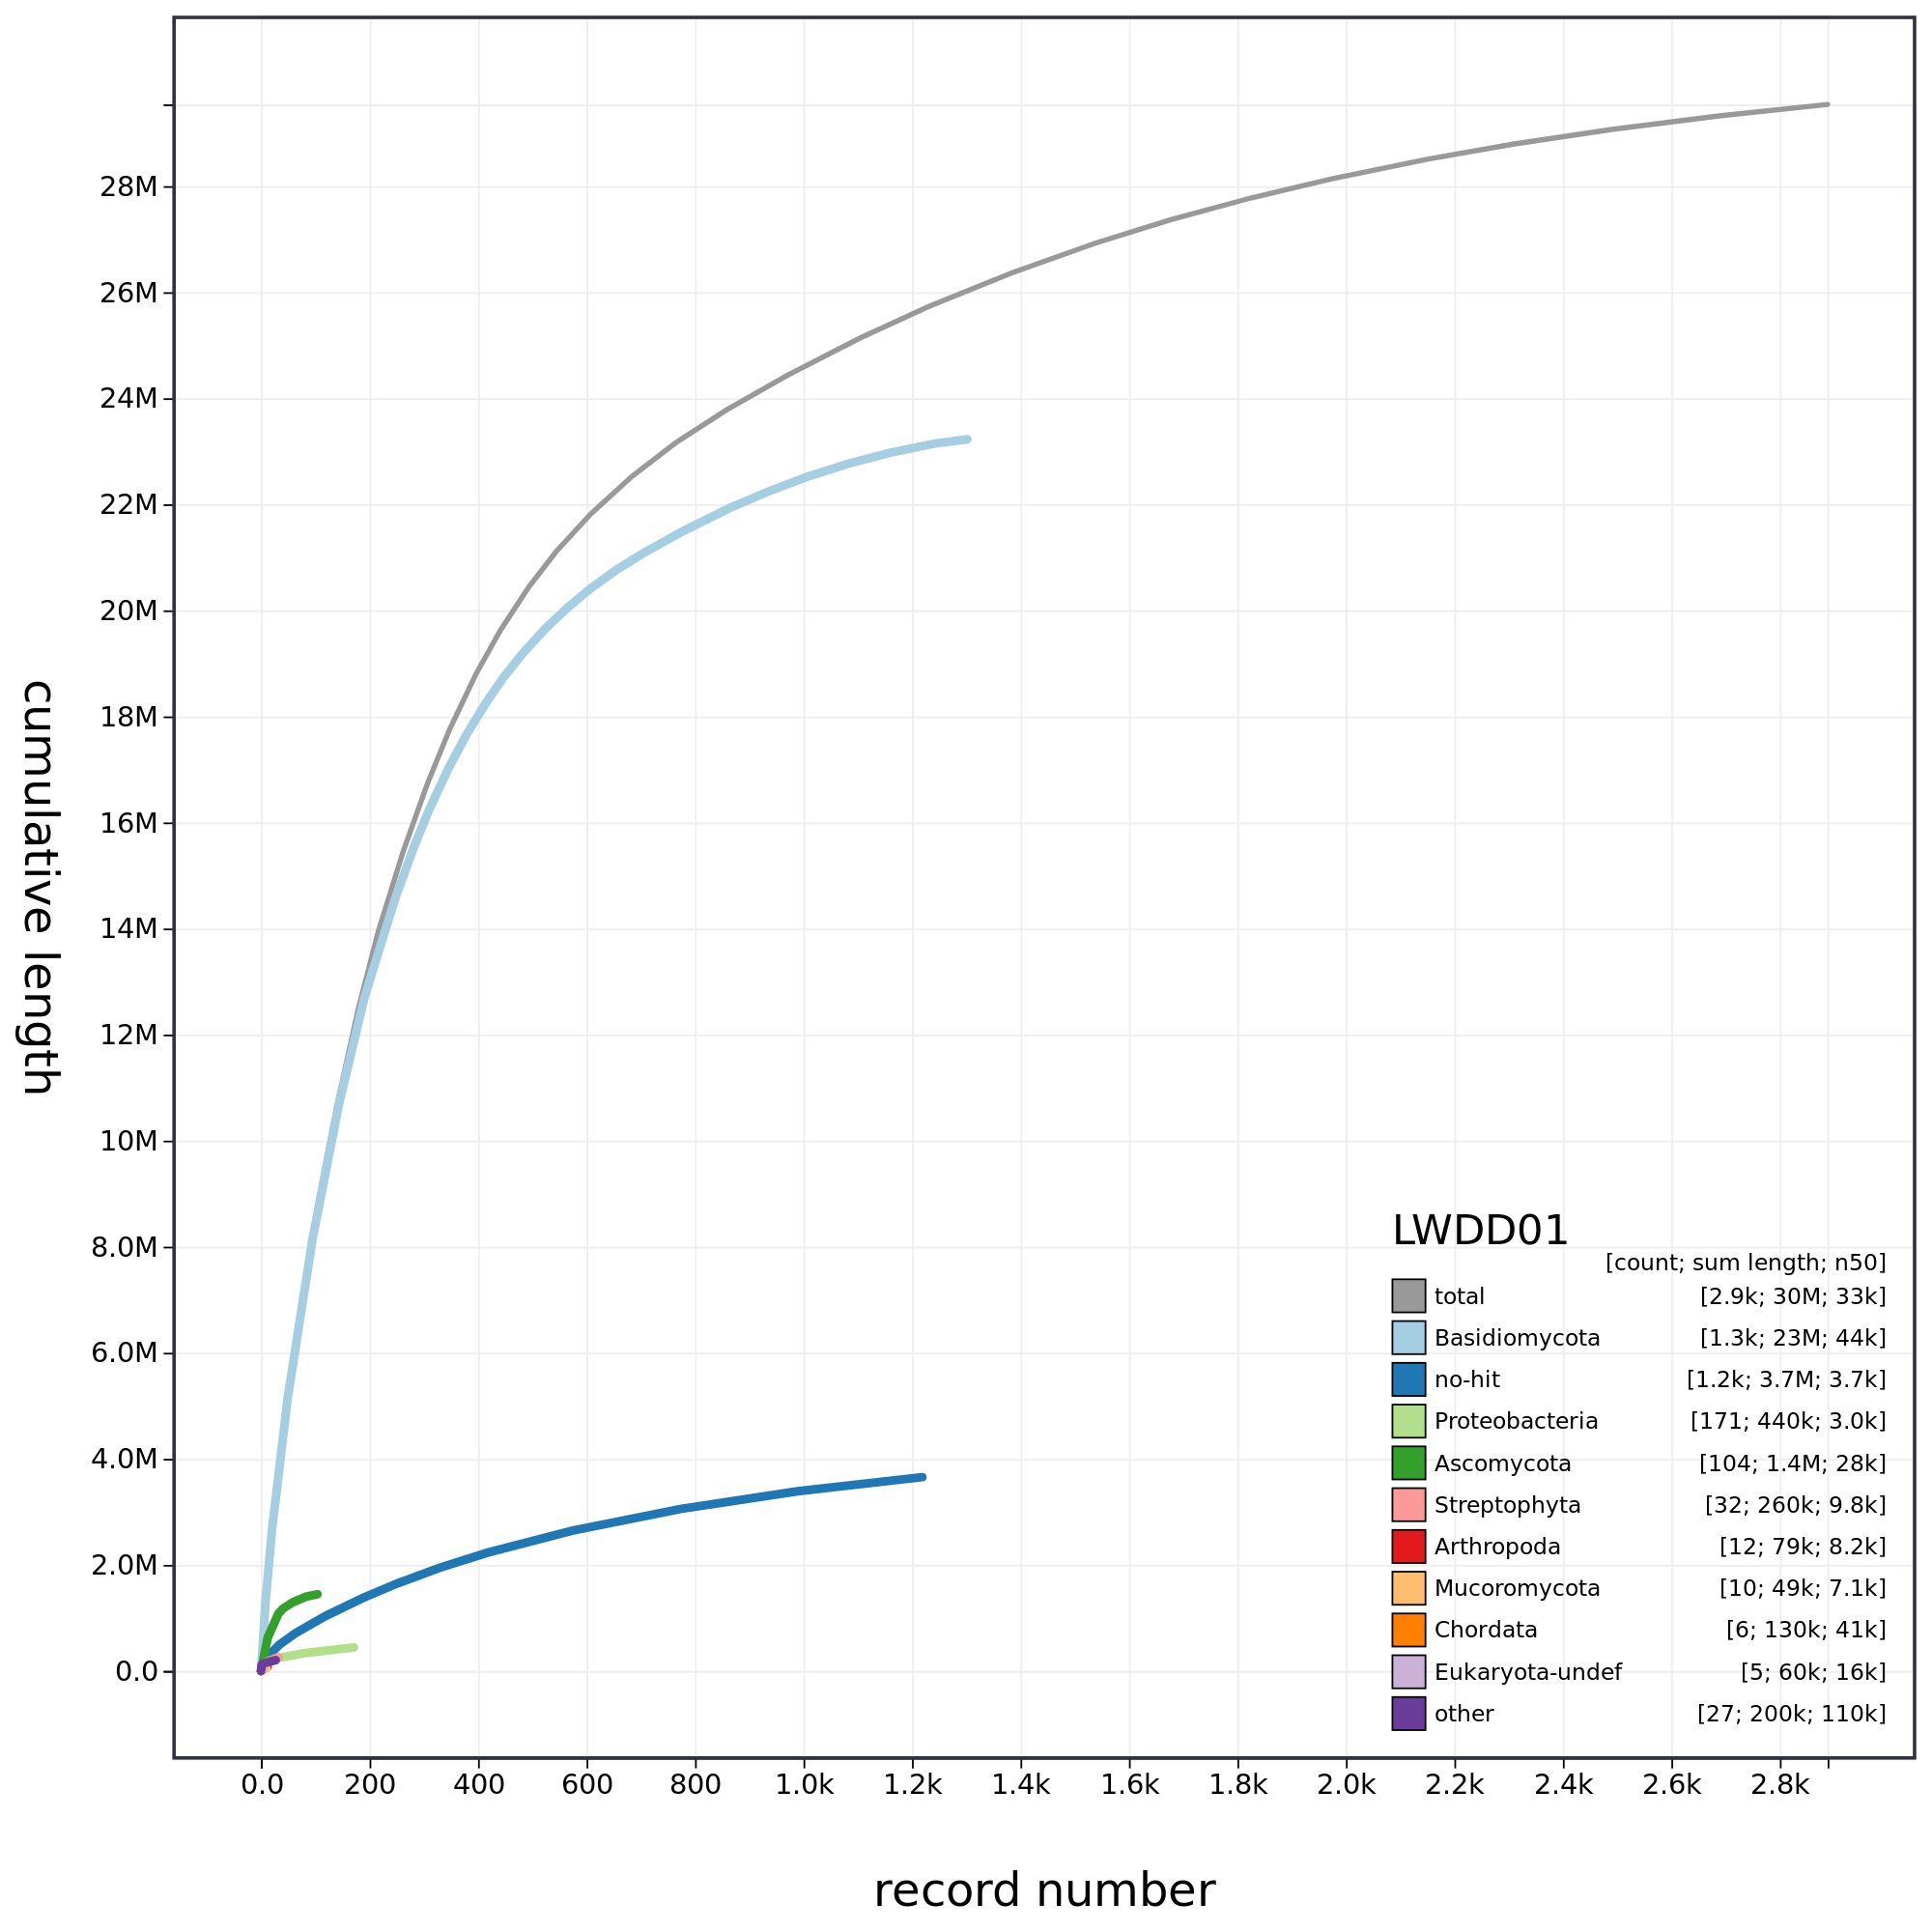 28M
26M
24M
22M
20M
18M
16M
14M
12M
10M
8.0M
6.0M
4.0M
2.0M
0.0
cumulative length
LWDD01
[count; sum length; n50]
total [2.9k; 30M; 33k]
Basidiomycota [1.3k; 23M; 44k]
no-hit [1.2k; 3.7M; 3.7k]
Proteobacteria [171; 440k; 3.0k]
Ascomycota [104; 1.4M; 28k]
Streptophyta [32; 260k; 9.8k]
Arthropoda [12; 79k; 8.2k]
Mucoromycota [10; 49k; 7.1k]
Chordata [6; 130k; 41k]
Eukaryota-undef [5; 60k; 16k]
other [27; 200k; 110k]
0.0 200 400 600 800 1.0k 1.2k 1.4k 1.6k 1.8k 2.0k 2.2k 2.4k 2.6k 2.8k
record number